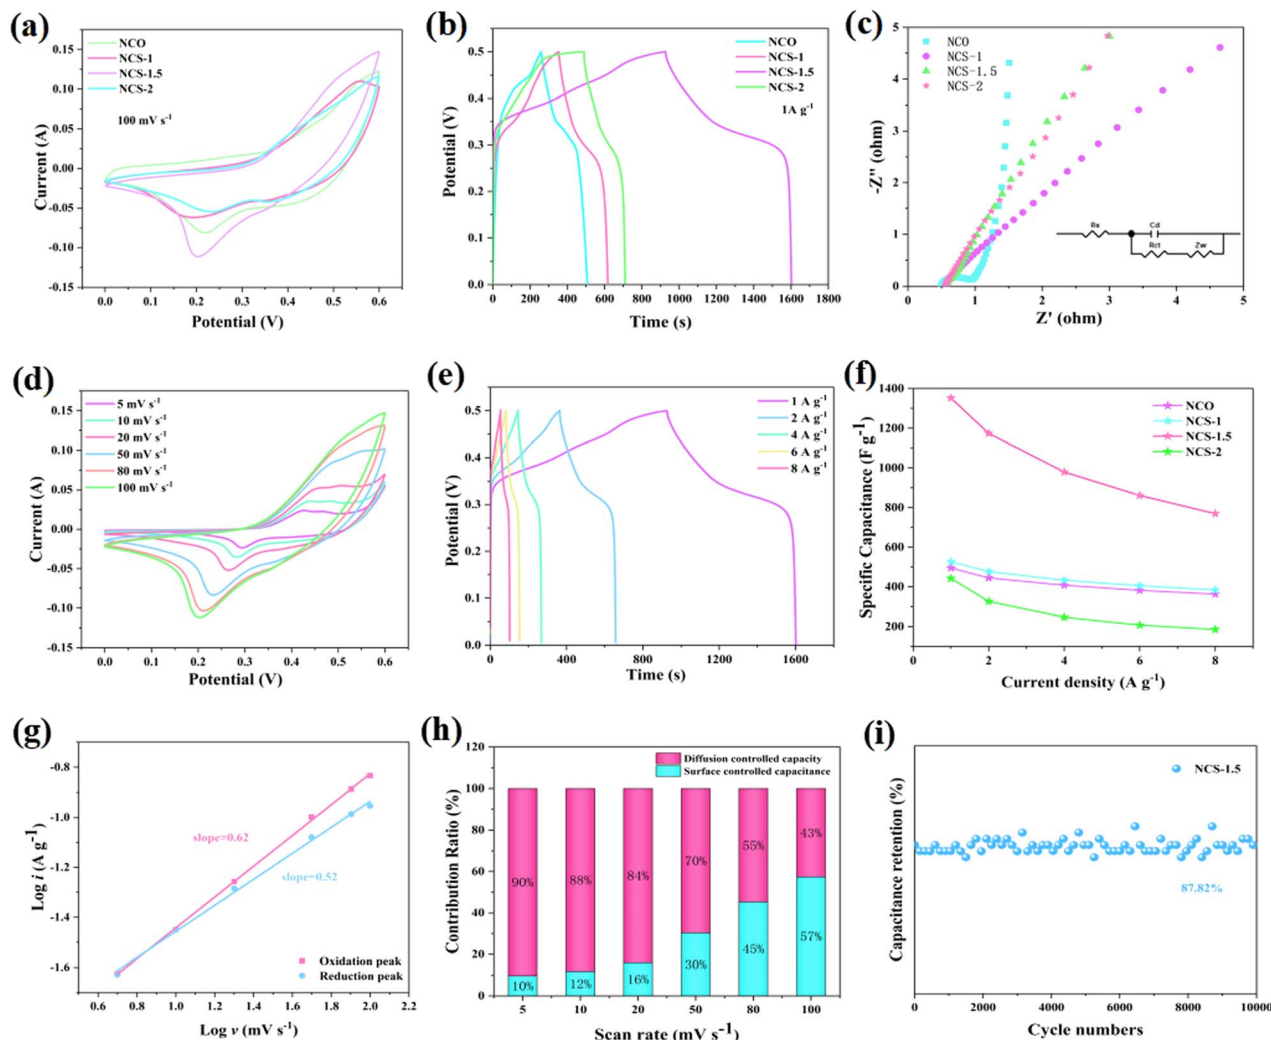 (a)
NCO
NCS-1
NCS-1.5
NCS-2
100 mV s⁻¹
0.15
0.10
0.05
0.00
-0.05
-0.10
-0.15
Current (A)
0.0 0.1 0.2 0.3 0.4 0.5 0.6
Potential (V)
(b)
NCO
NCS-1
NCS-1.5
NCS-2
1A g⁻¹
0.5
0.4
0.3
0.2
0.1
0.0
Potential (V)
0 200 400 600 800 1000 1200 1400 1600 1800
Time (s)
(c)
NCO
NCS-1
NCS-1.5
NCS-2
5
4
3
2
1
0
-Z'' (ohm)
Rs
Cd
Rct
Zw
0 1 2 3 4 5
Z' (ohm)
(d)
5 mV s⁻¹
10 mV s⁻¹
20 mV s⁻¹
50 mV s⁻¹
80 mV s⁻¹
100 mV s⁻¹
0.15
0.10
0.05
0.00
-0.05
-0.10
-0.15
Current (A)
0.0 0.1 0.2 0.3 0.4 0.5 0.6
Potential (V)
(e)
1 A g⁻¹
2 A g⁻¹
4 A g⁻¹
6 A g⁻¹
8 A g⁻¹
0.5
0.4
0.3
0.2
0.1
0.0
Potential (V)
0 400 800 1200 1600
Time (s)
(f)
NCO
NCS-1
NCS-1.5
NCS-2
1400
1200
1000
800
600
400
200
Specific Capacitance (F g⁻¹)
0 2 4 6 8
Current density (A g⁻¹)
(g)
slope=0.62
slope=0.52
Oxidation peak
Reduction peak
-0.8
-1.0
-1.2
-1.4
-1.6
Log i (A g⁻¹)
0.6 0.8 1.0 1.2 1.4 1.6 1.8 2.0 2.2
Log v (mV s⁻¹)
(h)
Diffusion controlled capacity
Surface controlled capacitance
120
100
80
60
40
20
0
Contribution Ratio (%)
90% 88% 84% 70% 55% 43%
10% 12% 16% 30% 45% 57%
5 10 20 50 80 100
Scan rate (mV s⁻¹)
(i)
NCS-1.5
87.82%
Capacitance retention (%)
0 2000 4000 6000 8000 10000
Cycle numbers